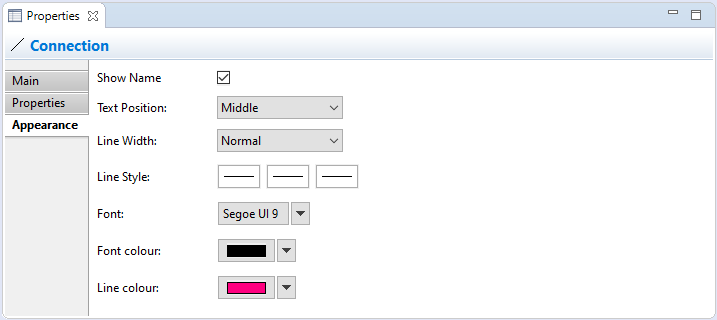 Properties
Connection
Main
Properties
Appearance
Show Name
Text Position: Middle
Line Width: Normal
Line Style:
Font: Segoe UI 9
Font colour:
Line colour: